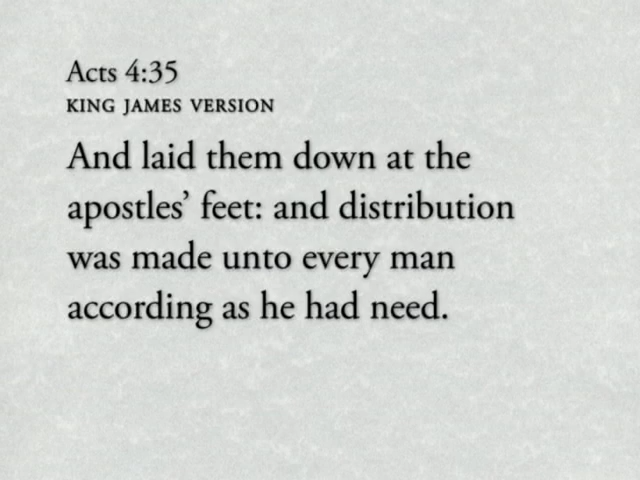 Acts 4:35
KING JAMES VERSION
And laid them down at the
apostles’ feet: and distribution
was made unto every man
according as he had need.